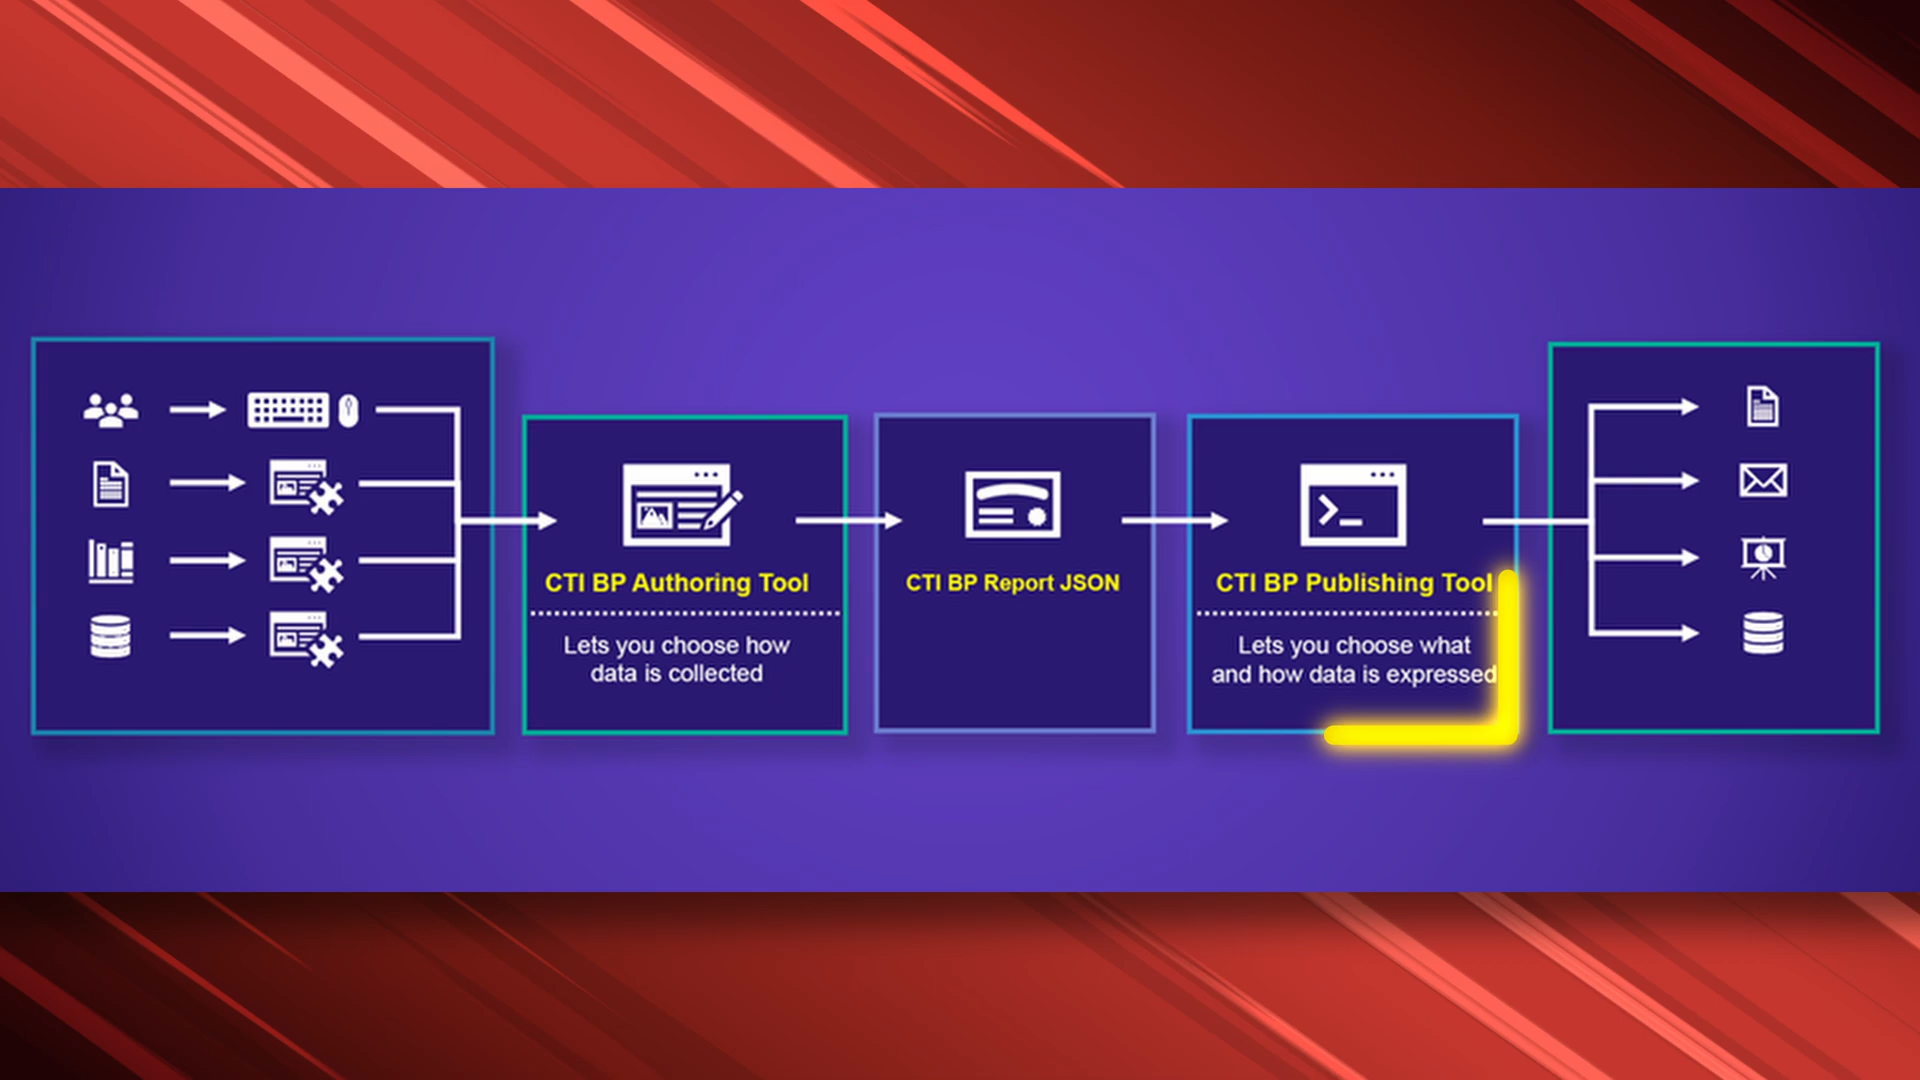 CTI BP Authoring Tool
Lets you choose how
data is collected
CTI BP Report JSON
CTI BP Publishing Tool
Lets you choose what
and how data is expressed